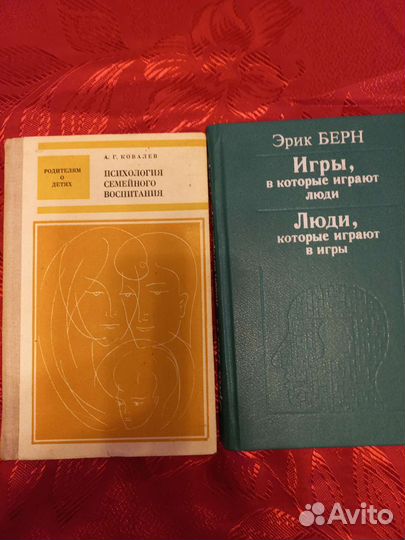 А. Г. КОВАЛЕВ
РОДИТЕЛЯМ
О
ДЕТЯХ
ПСИХОЛОГИЯ
СЕМЕЙНОГО
ВОСПИТАНИЯ
Эрик БЕРН
Игры,
в которые играют
люди
Люди,
которые играют
в игры
Avito